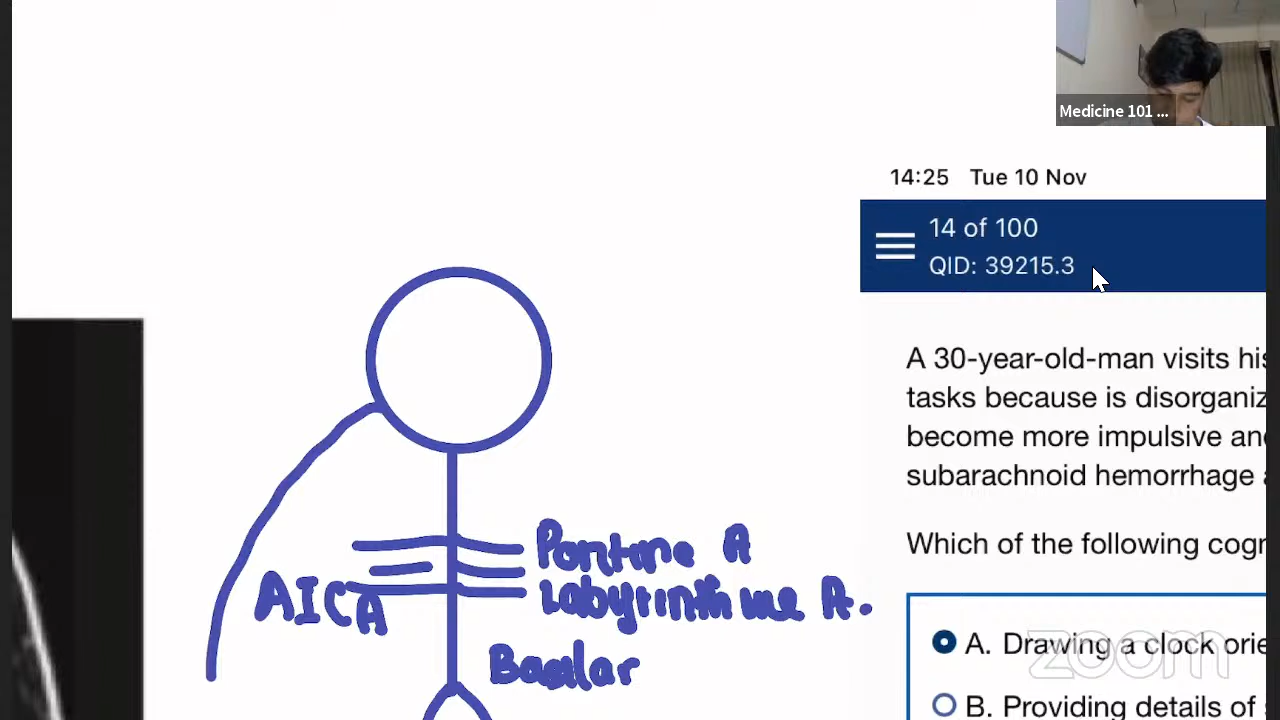 Medicine 101 ...
14:25 Tue 10 Nov
14 of 100
QID: 39215.3
A 30-year-old-man visits his
tasks because is disorganiz
become more impulsive and
subarachnoid hemorrhage
Which of the following cog
A. Drawing a clock orie
B. Providing details of
zoom
Pontine A
Labyrinthine A.
AICA
Basilar